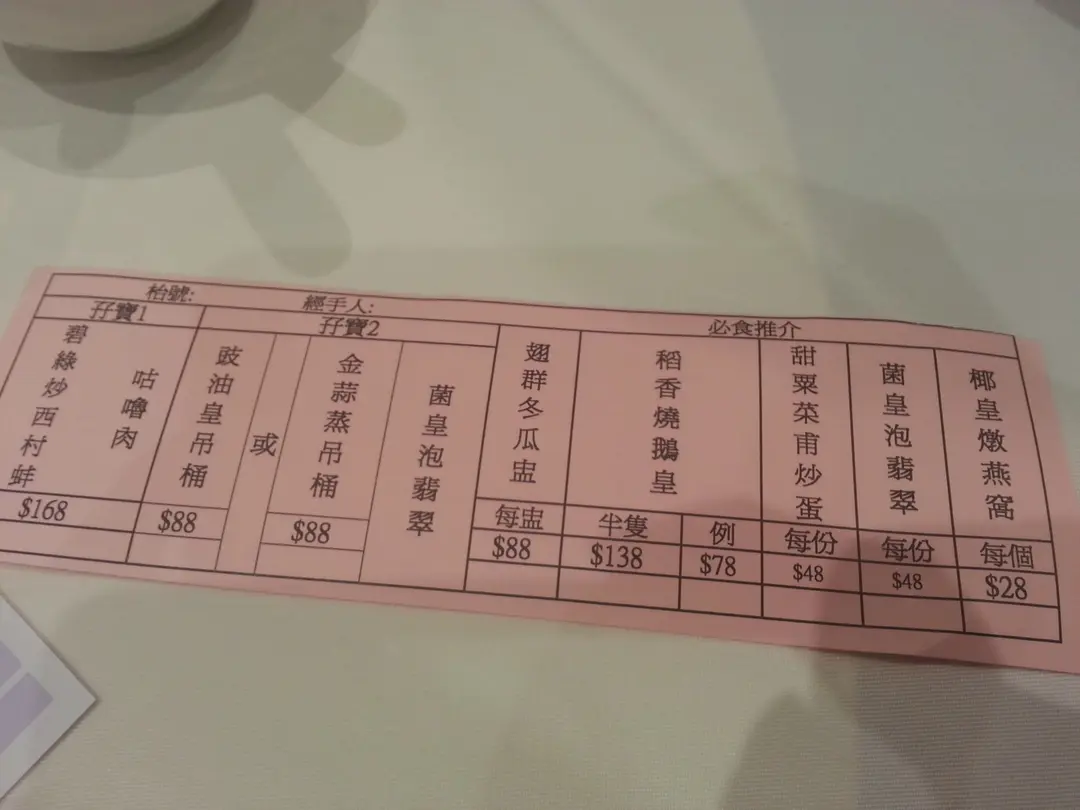 枱號:
經手人:
孖寶1
孖寶2
必食推介
碧綠炒西村蚌
咕嚕肉
$168
豉油皇吊桶
$88
或
金蒜蒸吊桶
$88
菌皇泡翡翠
翅群冬瓜盅
每盅
$88
稻香燒鵝皇
半隻
$138
例
$78
甜粟菜甫炒蛋
每份
$48
菌皇泡翡翠
每份
$48
椰皇燉燕窩
每個
$28